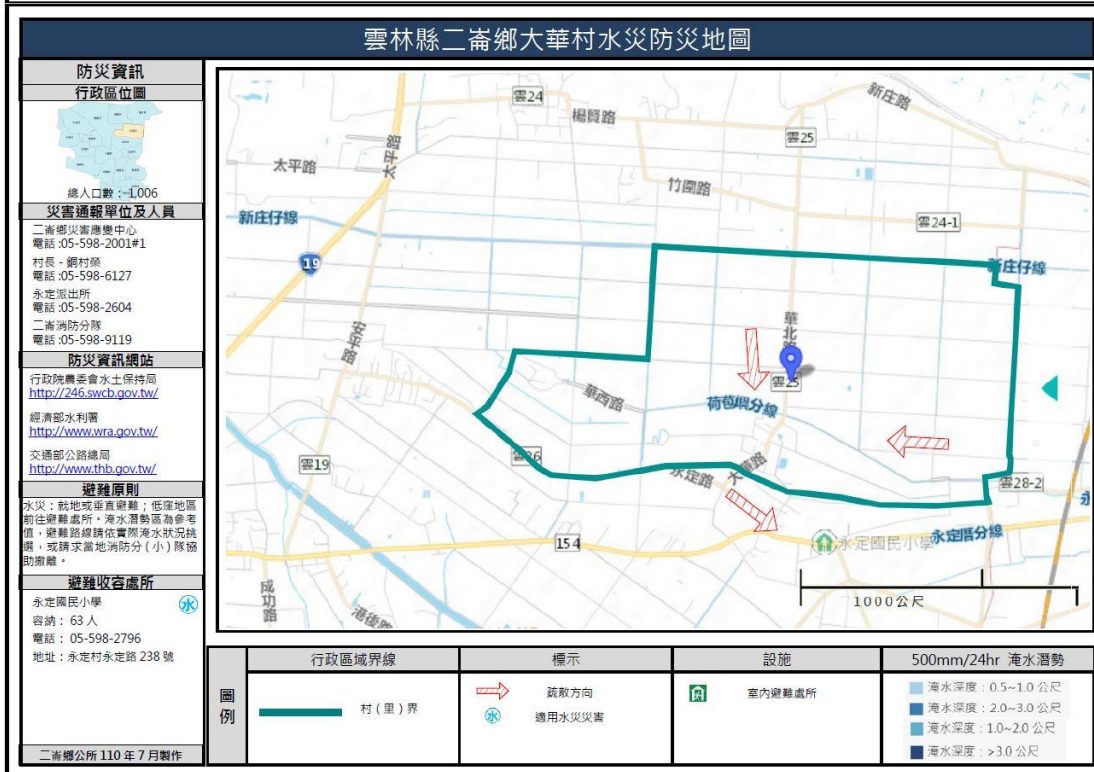 雲林縣二崙鄉大華村水災防災地圖
防災資訊
行政區位圖
總人口數：1,006
災害通報單位及人員
二崙鄉災害應變中心
電話:05-598-2001#1
村長 - 鍾村榮
電話:05-598-6127
永定派出所
電話:05-598-2604
二崙消防分隊
電話:05-598-9119
防災資訊網站
行政院農委會水土保持局
http://246.swcb.gov.tw/
經濟部水利署
http://www.wra.gov.tw/
交通部公路總局
http://www.thb.gov.tw/
避難原則
水災：就地或垂直避難；低窪地區
前往避難處所。淹水潛勢區為參考
值，避難路線請依實際淹水狀況挑
選，或請求當地消防分(小)隊協
助撤離。
避難收容處所
永定國民小學
水
容納：63 人
電話：05-598-2796
地址：永定村永定路 238 號
二崙鄉公所 110 年 7 月製作
雲24
楊賢路
新庄路
雲25
太平路
太平路
竹圍路
新庄仔線
雲24-1
19
新庄仔線
華北路
安平路
雲25
華西路
荷苞嶼分線
雲19
雲26
永定路
大華路
雲28-2
永
154
永定國民小學
永定厝分線
成功路
港後路
1000公尺
圖例
行政區域界線
村(里)界
標示
疏散方向
水
適用水災災害
設施
室內避難處所
500mm/24hr 淹水潛勢
淹水深度：0.5~1.0 公尺
淹水深度：2.0~3.0 公尺
淹水深度：1.0~2.0 公尺
淹水深度：>3.0 公尺